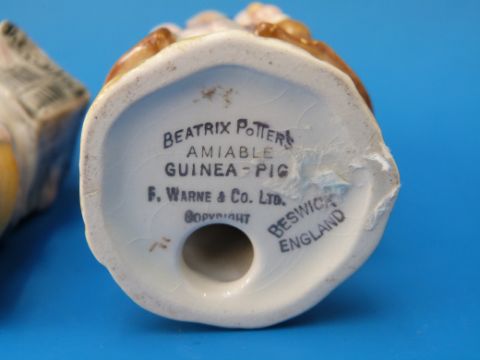 BEATRIX POTTER'S
AMIABLE
GUINEA-PIG
F. WARNE & CO. LTD.
COPYRIGHT
BESWICK
ENGLAND